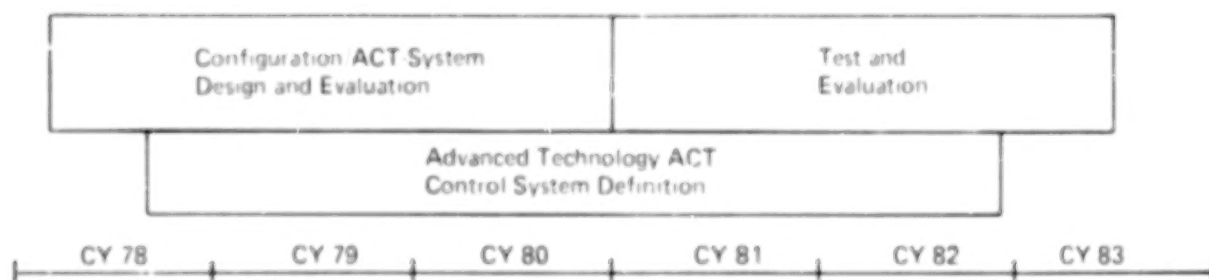 Configuration/ACT System
Design and Evaluation
Test and
Evaluation
Advanced Technology ACT
Control System Definition
CY 78 CY 79 CY 80 CY 81 CY 82 CY 83